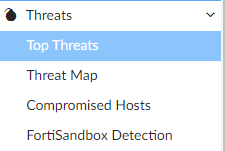 Threats
Top Threats
Threat Map
Compromised Hosts
FortiSandbox Detection